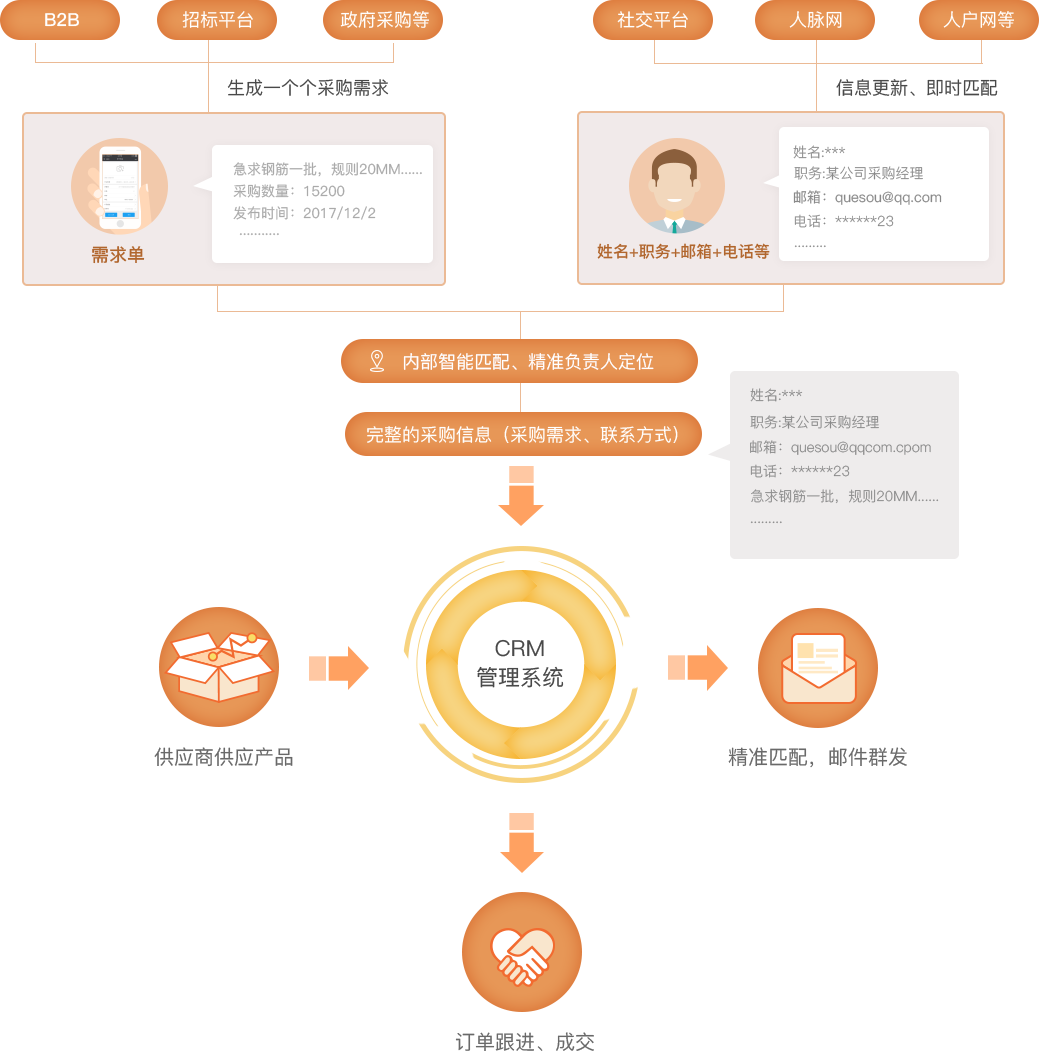 B2B
招标平台
政府采购等
社交平台
人脉网
人户网等
生成一个个采购需求
信息更新、即时匹配
急求钢筋一批，规则20MM......
采购数量：15200
发布时间：2017/12/2
...........
需求单
姓名:***
职务:某公司采购经理
邮箱：quesou@qq.com
电话：******23
.........
姓名+职务+邮箱+电话等
内部智能匹配、精准负责人定位
完整的采购信息（采购需求、联系方式）
姓名:***
职务:某公司采购经理
邮箱：quesou@qqcom.cpom
电话：******23
急求钢筋一批，规则20MM......
.........
CRM
管理系统
供应商供应产品
精准匹配，邮件群发
订单跟进、成交